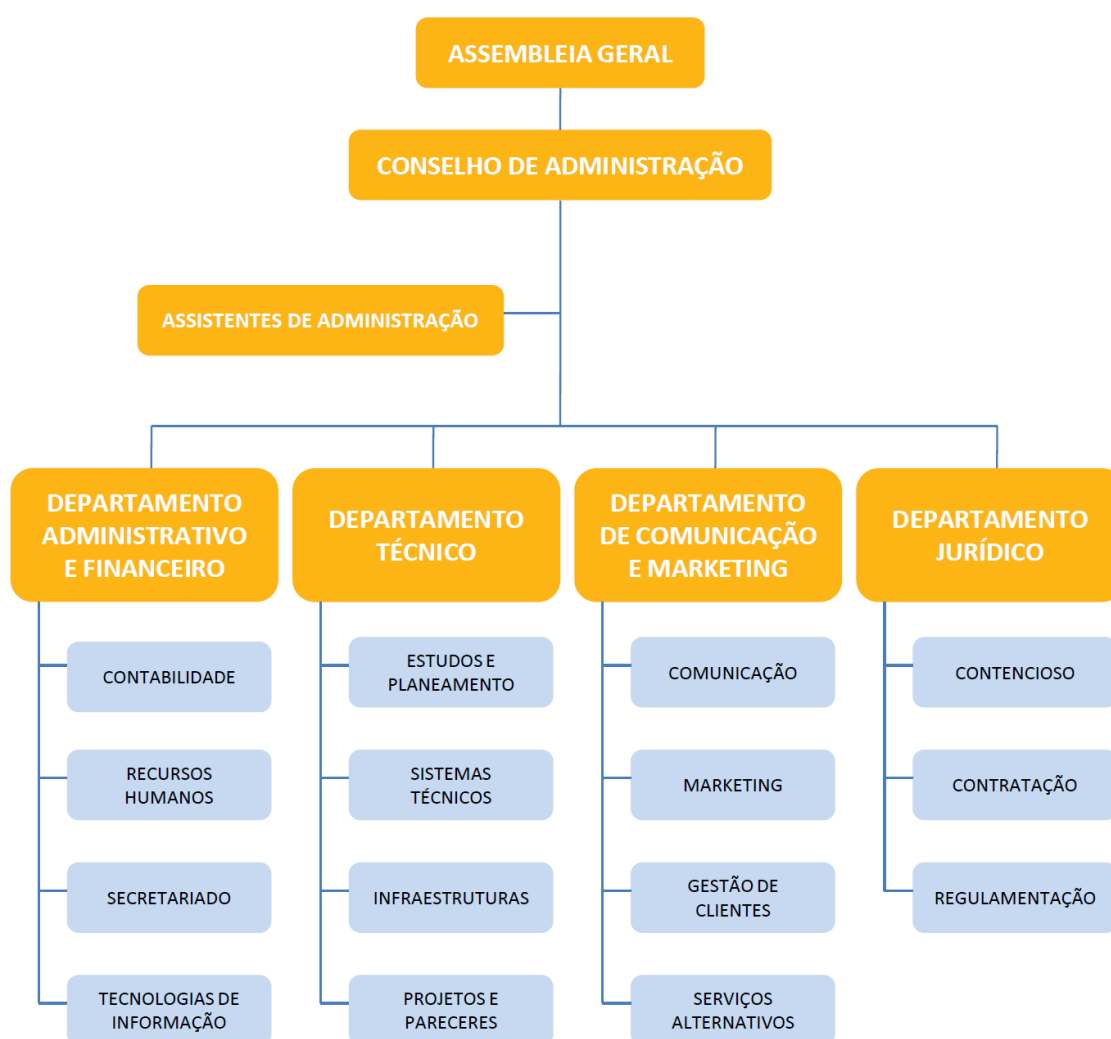 ASSEMBLEIA GERAL
CONSELHO DE ADMINISTRAÇÃO
ASSISTENTES DE ADMINISTRAÇÃO
DEPARTAMENTO
ADMINISTRATIVO
E FINANCEIRO
DEPARTAMENTO
TÉCNICO
DEPARTAMENTO
DE COMUNICAÇÃO
E MARKETING
DEPARTAMENTO
JURÍDICO
CONTABILIDADE
RECURSOS
HUMANOS
SECRETARIADO
TECNOLOGIAS DE
INFORMAÇÃO
ESTUDOS E
PLANEAMENTO
SISTEMAS
TÉCNICOS
INFRAESTRUTURAS
PROJETOS E
PARECERES
COMUNICAÇÃO
MARKETING
GESTÃO DE
CLIENTES
SERVIÇOS
ALTERNATIVOS
CONTENCIOSO
CONTRATAÇÃO
REGULAMENTAÇÃO